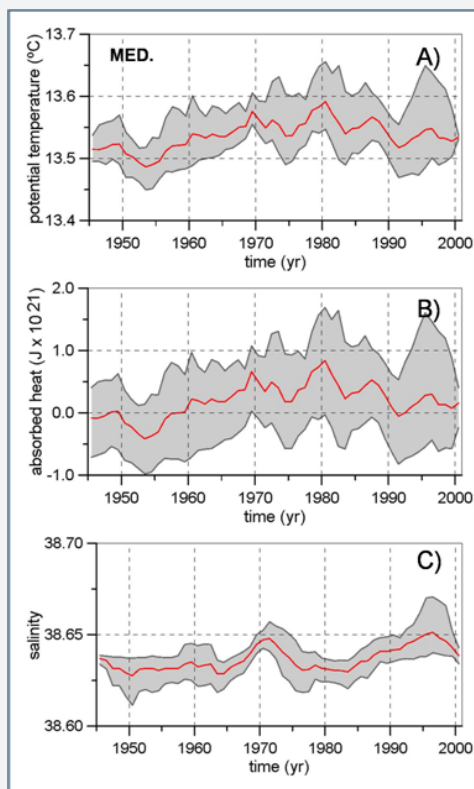 13.7
13.6
13.5
13.4
potential temperature (ºC)
MED.
A)
1950 1960 1970 1980 1990 2000
time (yr)
2.0
1.0
0.0
-1.0
absorbed heat (J x 10 21)
B)
1950 1960 1970 1980 1990 2000
time (yr)
38.70
38.65
38.60
salinity
C)
1950 1960 1970 1980 1990 2000
time (yr)